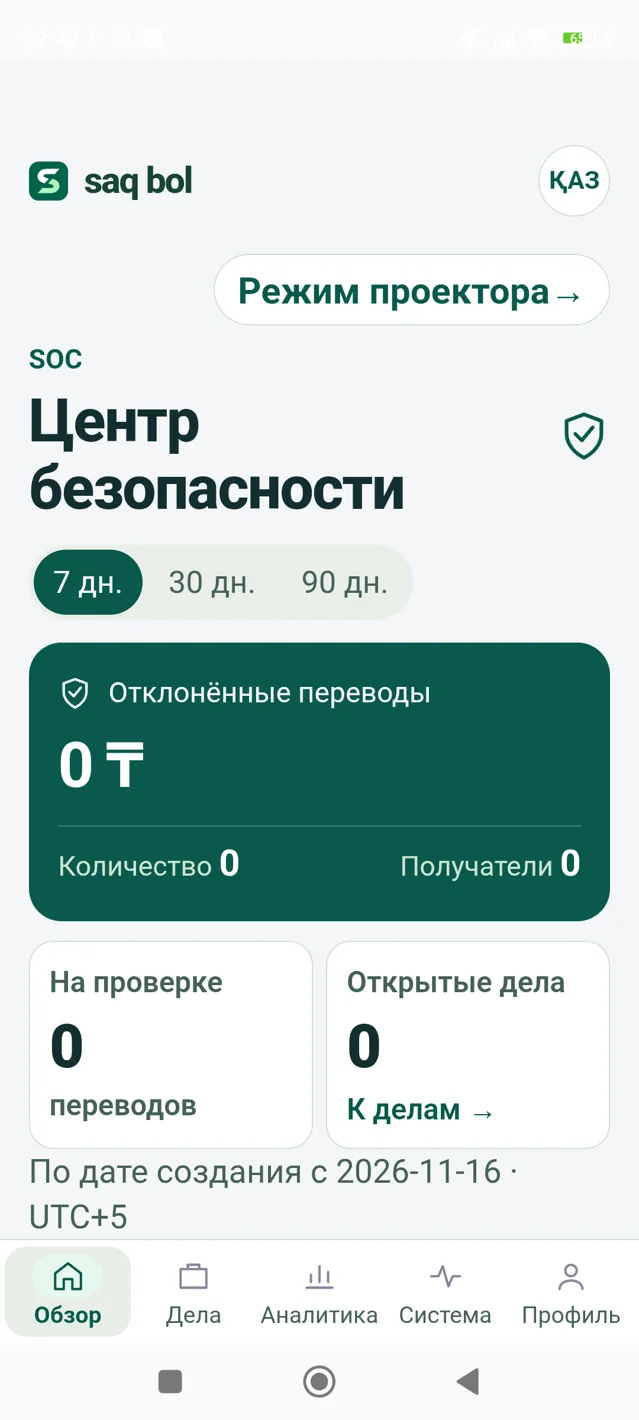 saq bol
ҚАЗ
Режим проектора→
SOC
Центр
безопасности
7 дн. 30 дн. 90 дн.
Отклонённые переводы
0 ₸
Количество 0 Получатели 0
На проверке Открытые дела
0 0
переводов К делам →
По дате создания с 2026-11-16 ·
UTC+5
Обзор Дела Аналитика Система Профиль